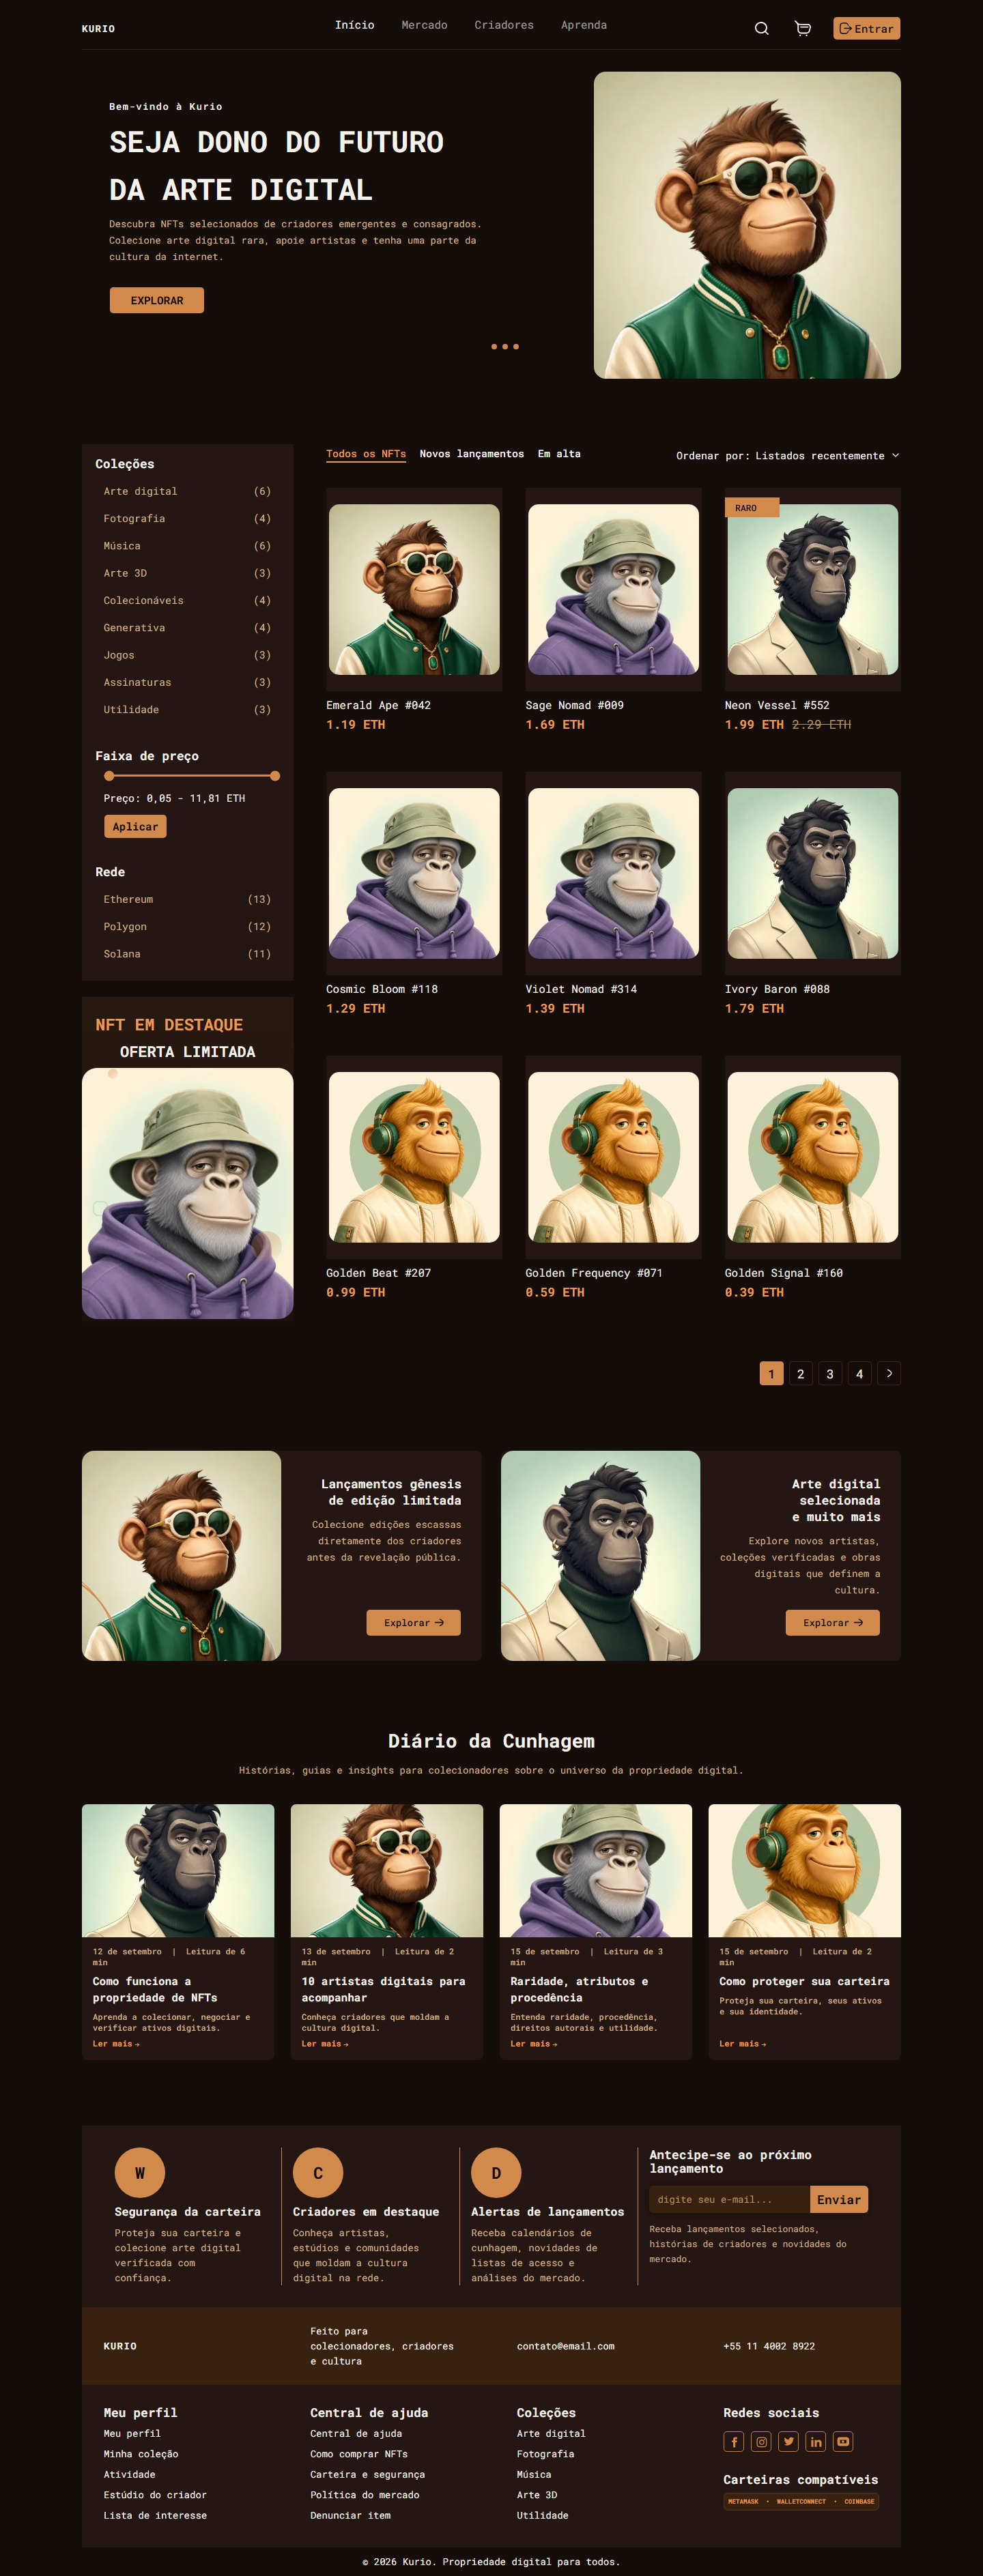 KURIO
Início
Mercado
Criadores
Aprenda
Entrar
Bem-vindo à Kurio
SEJA DONO DO FUTURO
DA ARTE DIGITAL
Descubra NFTs selecionados de criadores emergentes e consagrados.
Colecione arte digital rara, apoie artistas e tenha uma parte da
cultura da internet.
EXPLORAR
Coleções
Arte digital (6)
Fotografia (4)
Música (6)
Arte 3D (3)
Colecionáveis (4)
Generativa (4)
Jogos (3)
Assinaturas (3)
Utilidade (3)
Faixa de preço
Preço: 0,05 - 11,81 ETH
Aplicar
Rede
Ethereum (13)
Polygon (12)
Solana (11)
NFT EM DESTAQUE
OFERTA LIMITADA
Todos os NFTs
Novos lançamentos
Em alta
Ordenar por: Listados recentemente
Emerald Ape #042
1.19 ETH
Sage Nomad #009
1.69 ETH
RARO
Neon Vessel #552
1.99 ETH 2.29 ETH
Cosmic Bloom #118
1.29 ETH
Violet Nomad #314
1.39 ETH
Ivory Baron #088
1.79 ETH
Golden Beat #207
0.99 ETH
Golden Frequency #071
0.59 ETH
Golden Signal #160
0.39 ETH
1 2 3 4
Lançamentos gênesis
de edição limitada
Colecione edições escassas
diretamente dos criadores
antes da revelação pública.
Explorar →
Arte digital
selecionada
e muito mais
Explore novos artistas,
coleções verificadas e obras
digitais que definem a
cultura.
Explorar →
Diário da Cunhagem
Histórias, guias e insights para colecionadores sobre o universo da propriedade digital.
12 de setembro | Leitura de 6
min
Como funciona a
propriedade de NFTs
Aprenda a colecionar, negociar e
verificar ativos digitais.
Ler mais →
13 de setembro | Leitura de 2
min
10 artistas digitais para
acompanhar
Conheça criadores que moldam a
cultura digital.
Ler mais →
15 de setembro | Leitura de 3
min
Raridade, atributos e
procedência
Entenda raridade, procedência,
direitos autorais e utilidade.
Ler mais →
15 de setembro | Leitura de 2
min
Como proteger sua carteira
Proteja sua carteira, seus ativos
e sua identidade.
Ler mais →
W
Segurança da carteira
Proteja sua carteira e
colecione arte digital
verificada com
confiança.
C
Criadores em destaque
Conheça artistas,
estúdios e comunidades
que moldam a cultura
digital na rede.
D
Alertas de lançamentos
Receba calendários de
cunhagem, novidades de
listas de acesso e
análises do mercado.
Antecipe-se ao próximo
lançamento
digite seu e-mail...
Enviar
Receba lançamentos selecionados,
histórias de criadores e novidades do
mercado.
KURIO
Feito para
colecionadores, criadores
e cultura
contato@email.com
+55 11 4002 8922
Meu perfil
Meu perfil
Minha coleção
Atividade
Estúdio do criador
Lista de interesse
Central de ajuda
Central de ajuda
Como comprar NFTs
Carteira e segurança
Política do mercado
Denunciar item
Coleções
Arte digital
Fotografia
Música
Arte 3D
Utilidade
Redes sociais
Carteiras compatíveis
METAMASK · WALLETCONNECT · COINBASE
© 2026 Kurio. Propriedade digital para todos.